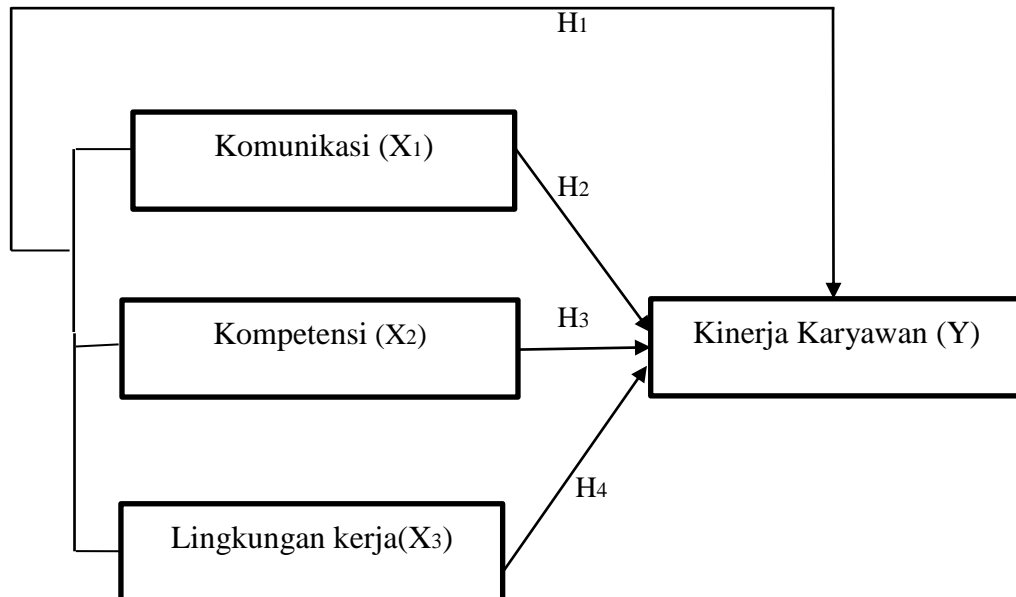 H1
Komunikasi (X1)
H2
Kompetensi (X2)
H3
Kinerja Karyawan (Y)
H4
Lingkungan kerja(X3)